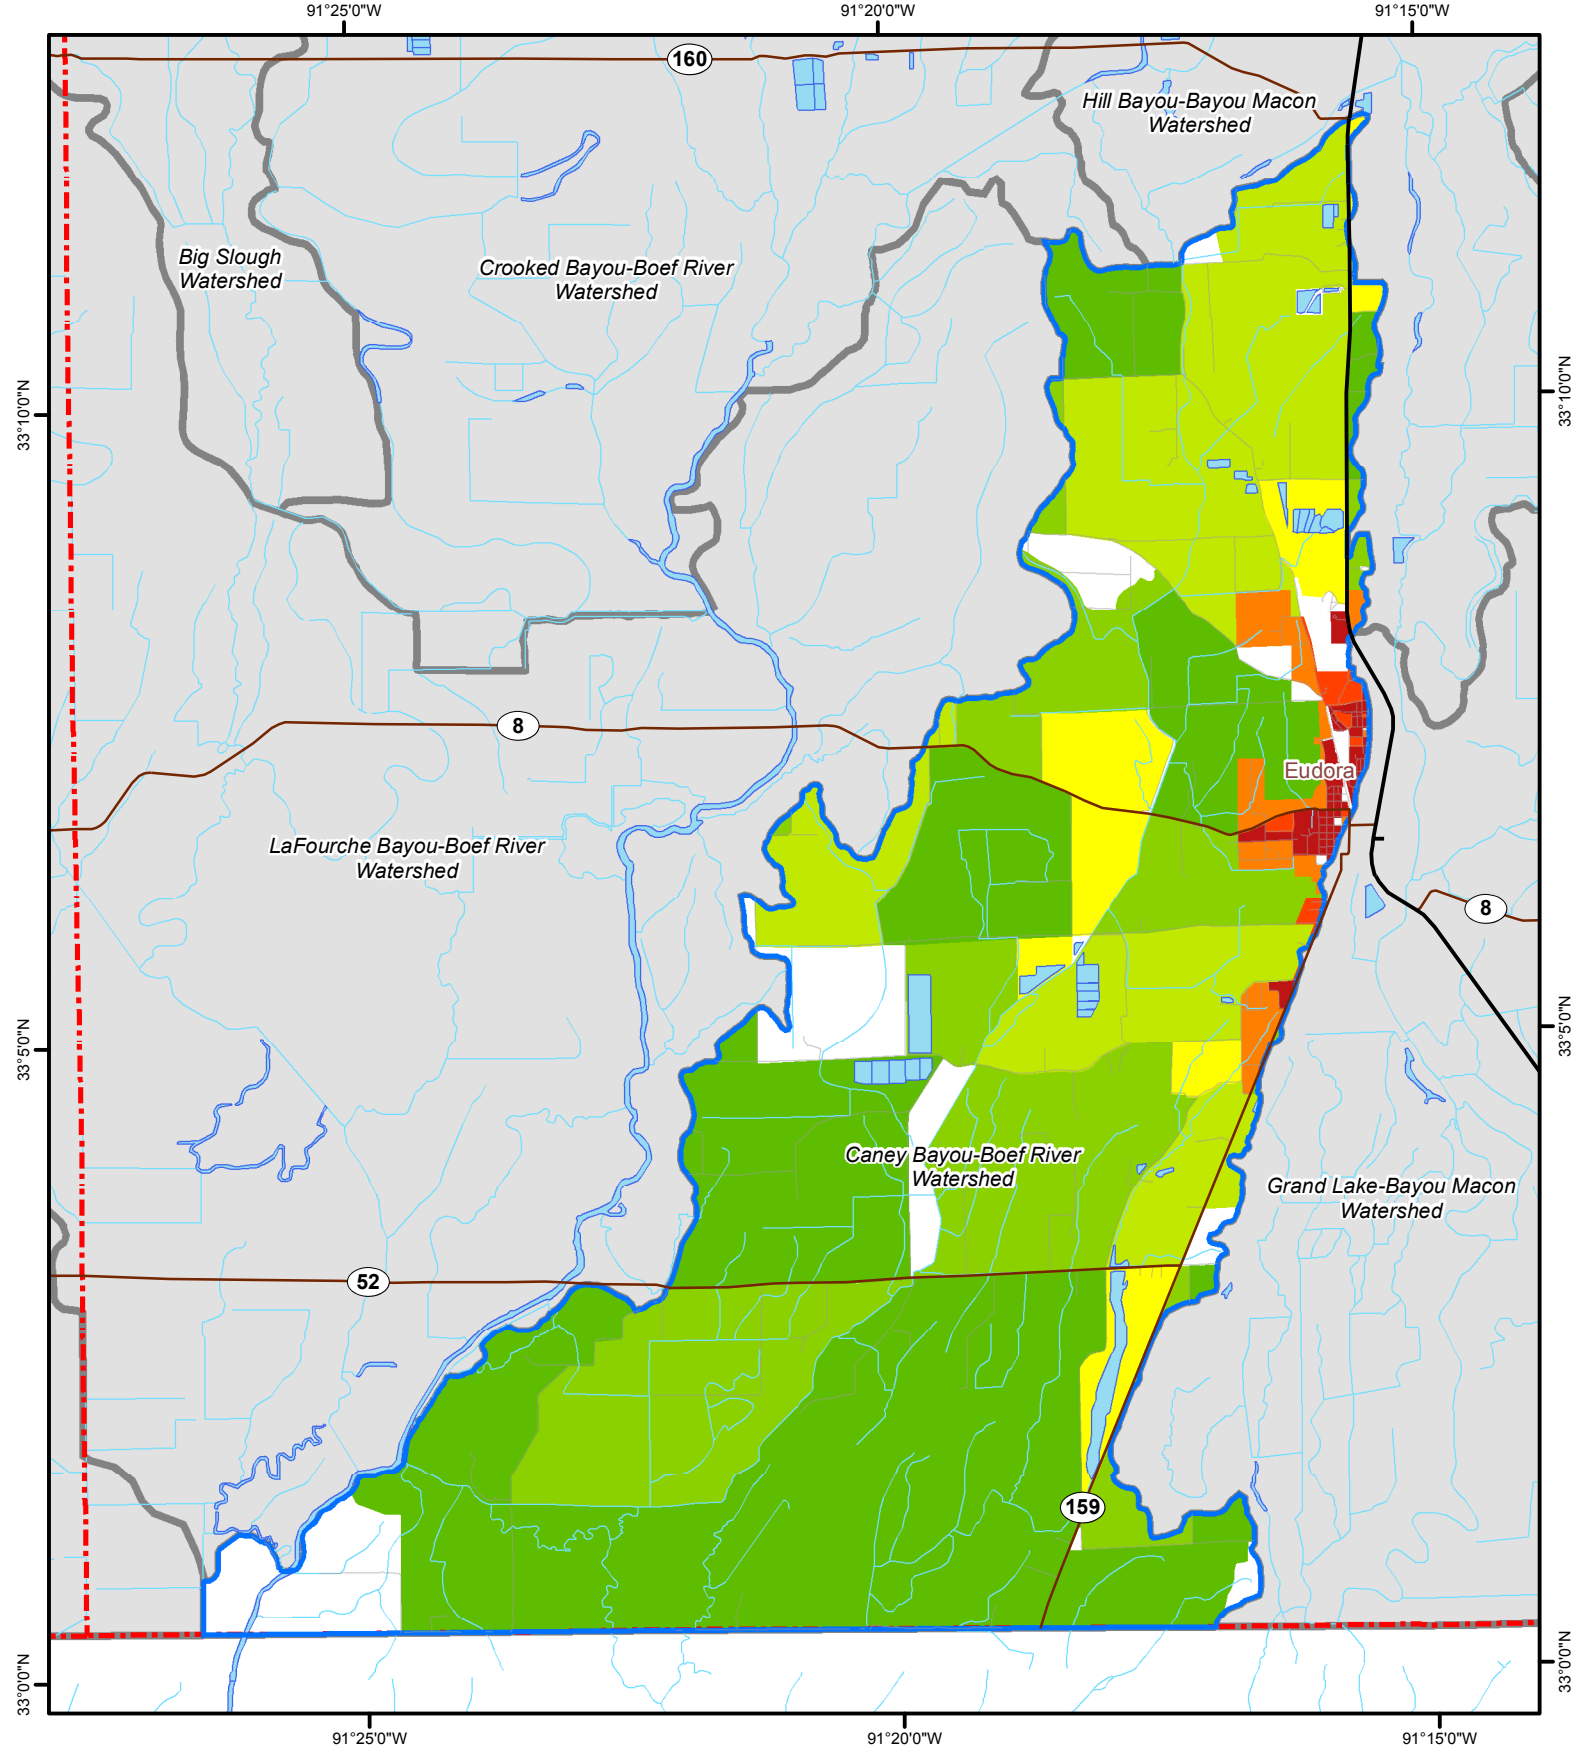 91°25'0"W
91°20'0"W
91°15'0"W
160
Hill Bayou-Bayou Macon
Watershed
Big Slough
Watershed
Crooked Bayou-Boef River
Watershed
33°10'0"N
33°10'0"N
8
Eudora
LaFourche Bayou-Boef River
Watershed
8
33°5'0"N
33°5'0"N
Caney Bayou-Boef River
Watershed
Grand Lake-Bayou Macon
Watershed
52
159
33°0'0"N
33°0'0"N
91°25'0"W
91°20'0"W
91°15'0"W